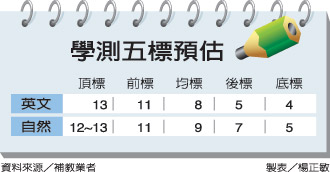 學測五標預估
頂標 前標 均標 後標 底標
英文 13 11 8 5 4
自然 12~13 11 9 7 5
資料來源／補教業者 製表／楊正敏